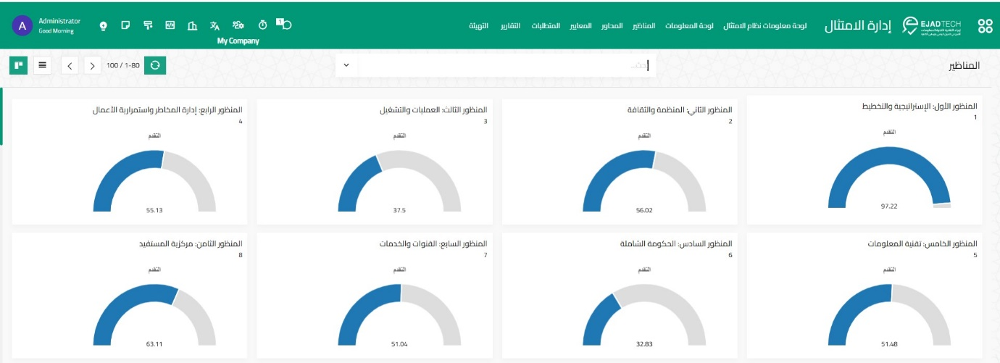 إدارة الامتثال
EJADTECH
لوحة معلومات نظام الامتثال
لوحة المعلومات
المناظير
المحاور
المعايير
المتطلبات
التقارير
التهيئة
1
My Company
Administrator
Good Morning
A
المناظير
100 / 1-80
المنظور الأول: الإستراتيجية والتخطيط
1
التقدم
97.22
المنظور الثاني: المنظمة والثقافة
2
التقدم
56.02
المنظور الثالث: العمليات والتشغيل
3
التقدم
37.5
المنظور الرابع: إدارة المخاطر واستمرارية الأعمال
4
التقدم
55.13
المنظور الخامس: تقنية المعلومات
5
التقدم
51.48
المنظور السادس: الحكومة الشاملة
6
التقدم
32.83
المنظور السابع: القنوات والخدمات
7
التقدم
51.04
المنظور الثامن: مركزية المستفيد
8
التقدم
63.11